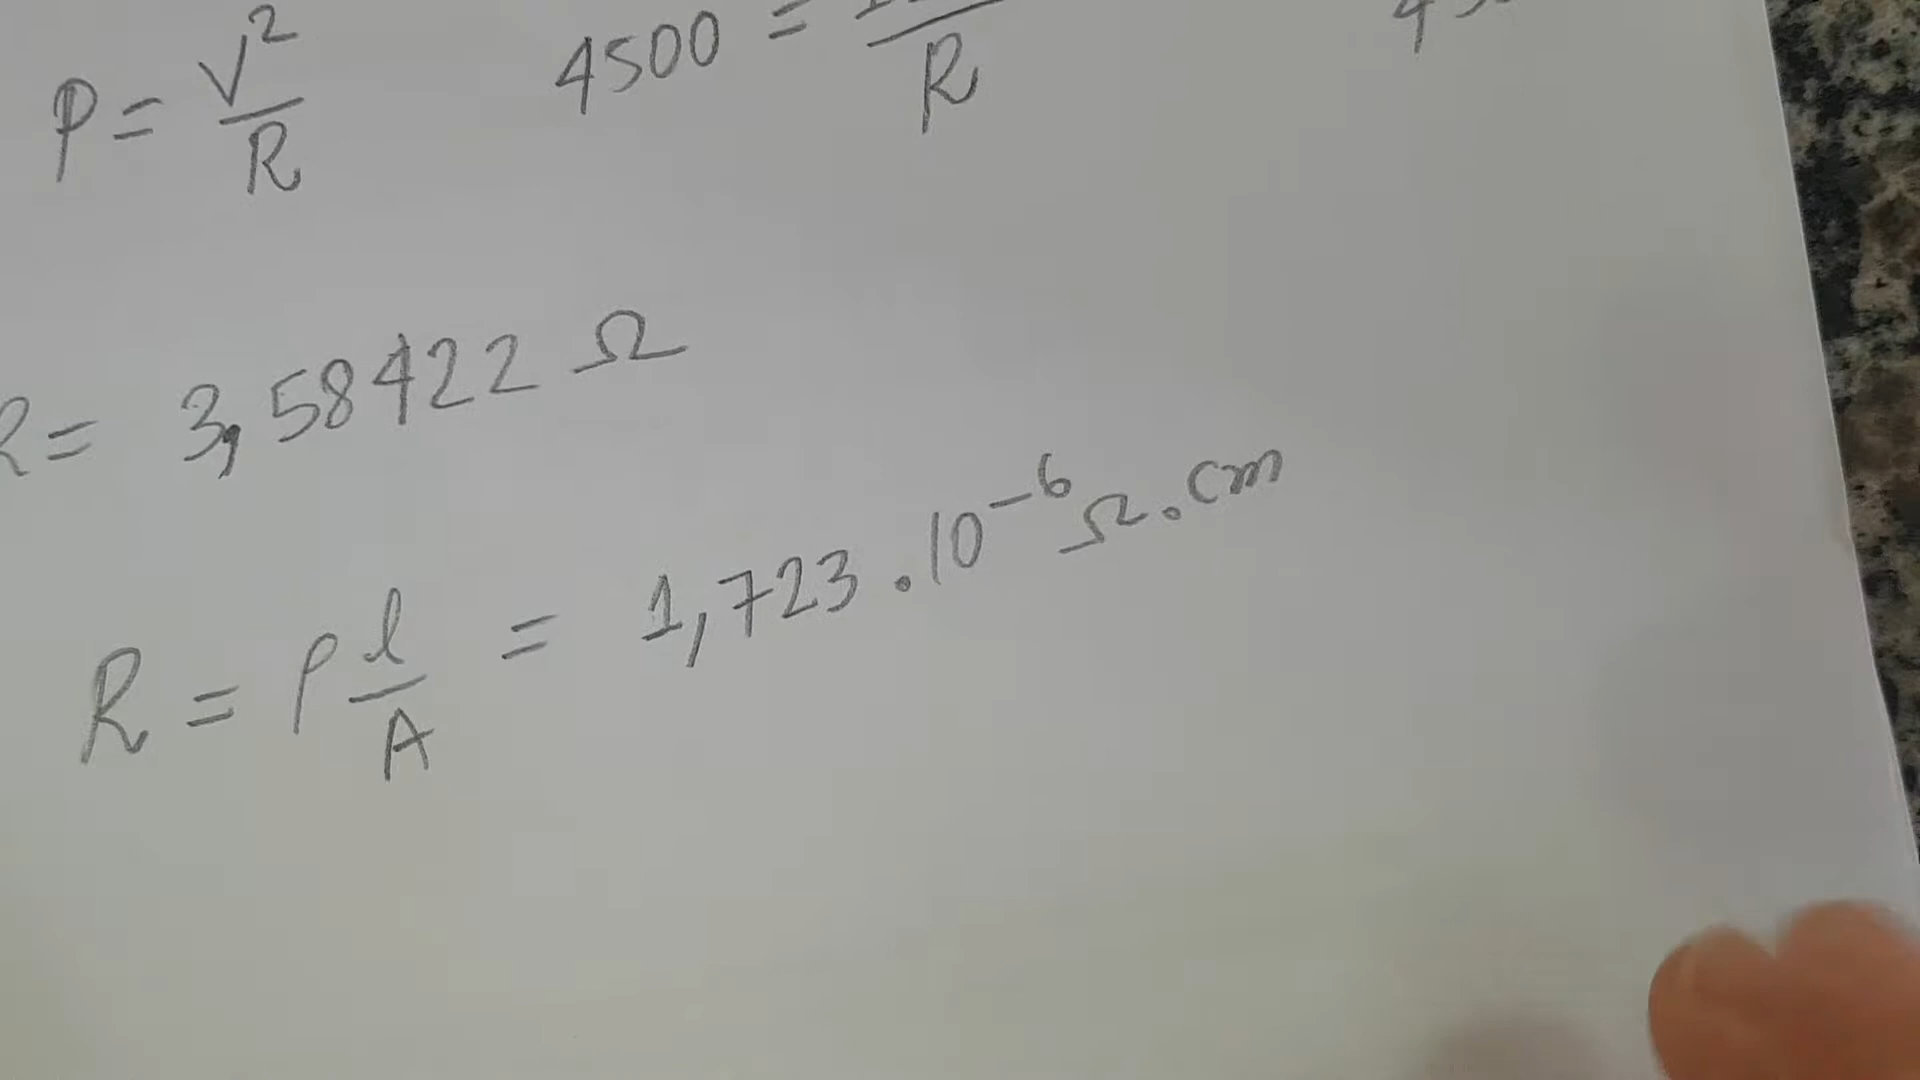 P = V²/R 4500 = /R
R = 3,58422 Ω
R = ρ l/A = 1,723 . 10⁻⁶ Ω . cm